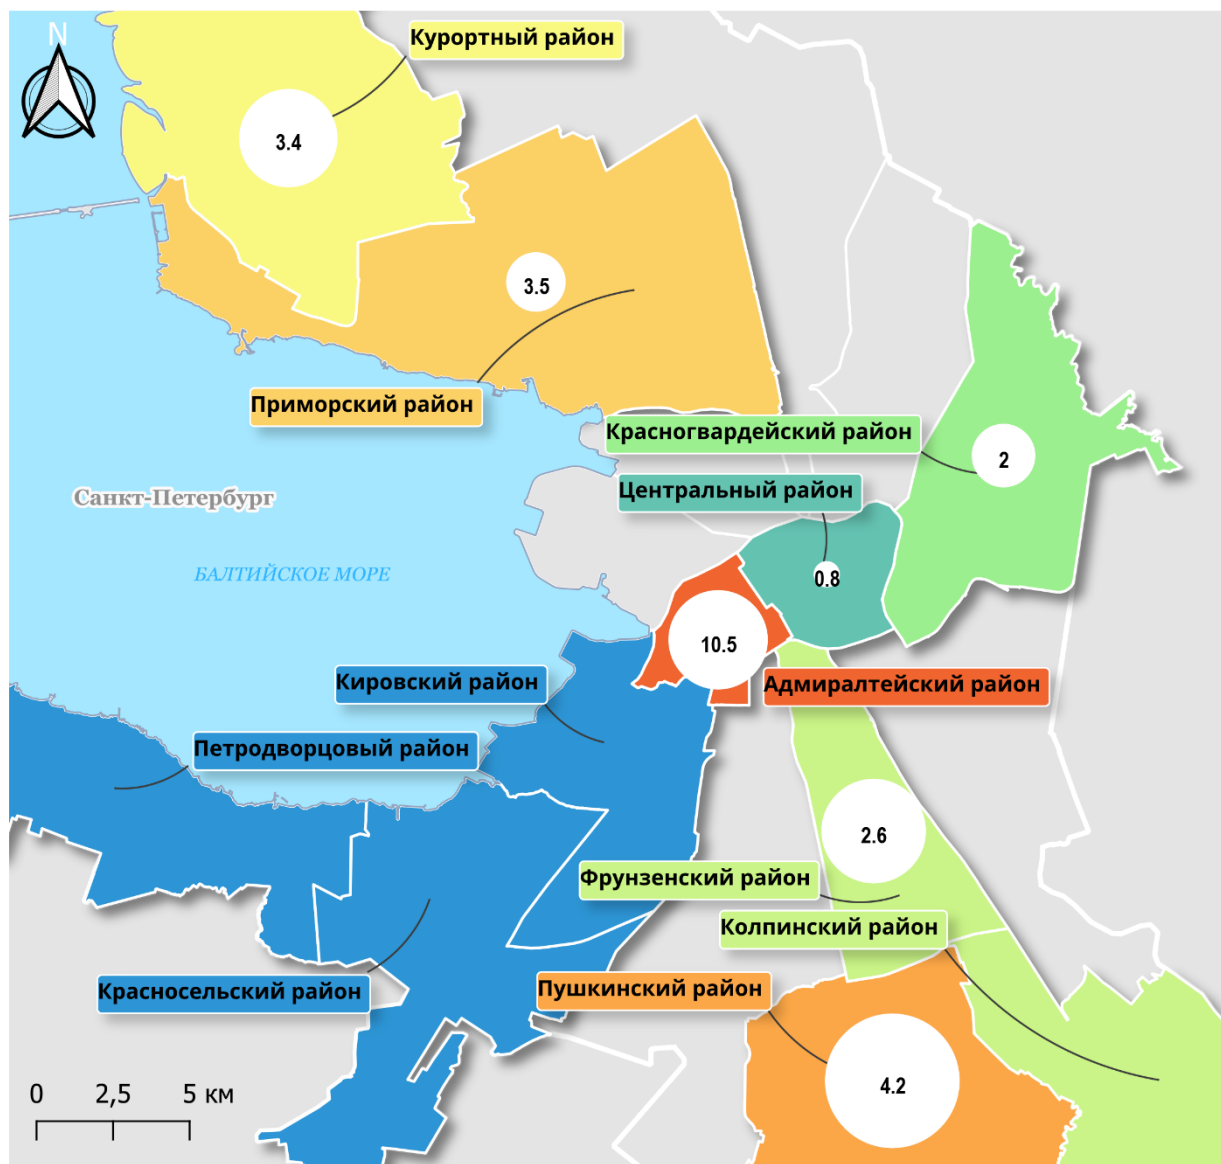 N
Курортный район
3.4
3.5
Приморский район
Красногвардейский район
2
Центральный район
Санкт-Петербург
БАЛТИЙСКОЕ МОРЕ
0.8
10.5
Кировский район
Адмиралтейский район
Петродворцовый район
2.6
Фрунзенский район
Колпинский район
Красносельский район
Пушкинский район
4.2
0 2,5 5 км